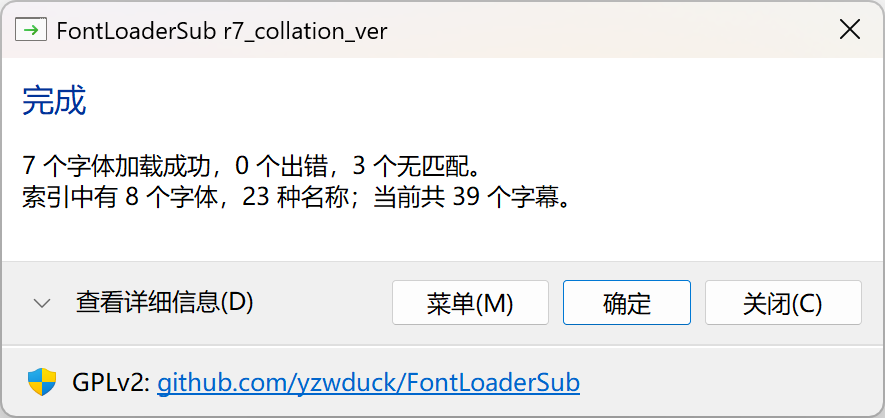 FontLoaderSub r7_collation_ver
完成
7 个字体加载成功，0 个出错，3 个无匹配。
索引中有 8 个字体，23 种名称；当前共 39 个字幕。
查看详细信息(D)
菜单(M)
确定
关闭(C)
GPLv2: github.com/yzwduck/FontLoaderSub